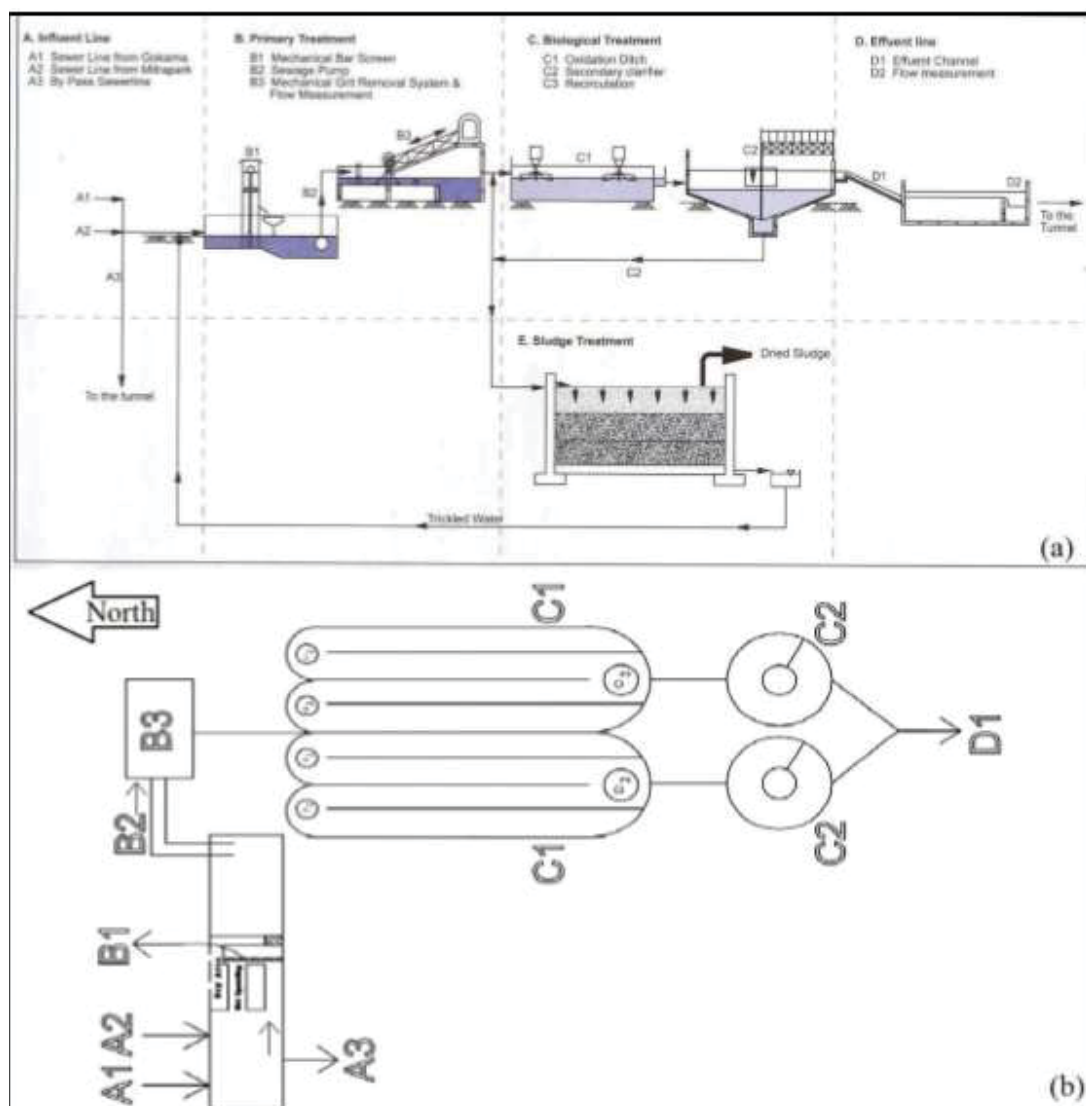 A. Influent Line
A1 Sewer Line from Gokarna
A2 Sewer Line from Mitrapark
A3 By Pass Sewerline
B. Primary Treatment
B1 Mechanical Bar Screen
B2 Sewage Pump
B3 Mechanical Grit Removal System &
Flow Measurement
C. Biological Treatment
C1 Oxidation Ditch
C2 Secondary clarifier
C3 Recirculation
D. Effuent line
D1 Effuent Channel
D2 Flow measurement
B1
B3
C1
C2
D1
D2
A1
B2
A2
To the
Tunnel
A3
C2
E. Sludge Treatment
Dried Sludge
To the tunnel
Trickled Water
(a)
North
C1
C2
B3
O2
D1
B2
O2
C1
C2
B1
A1 A2
A3
(b)